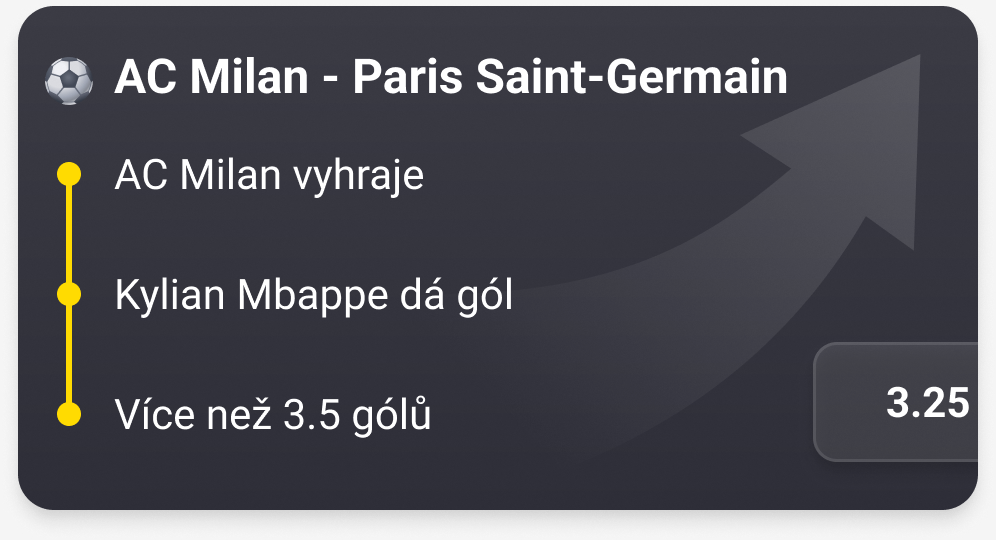 AC Milan - Paris Saint-Germain
AC Milan vyhraje
Kylian Mbappe dá gól
Více než 3.5 gólů
3.25